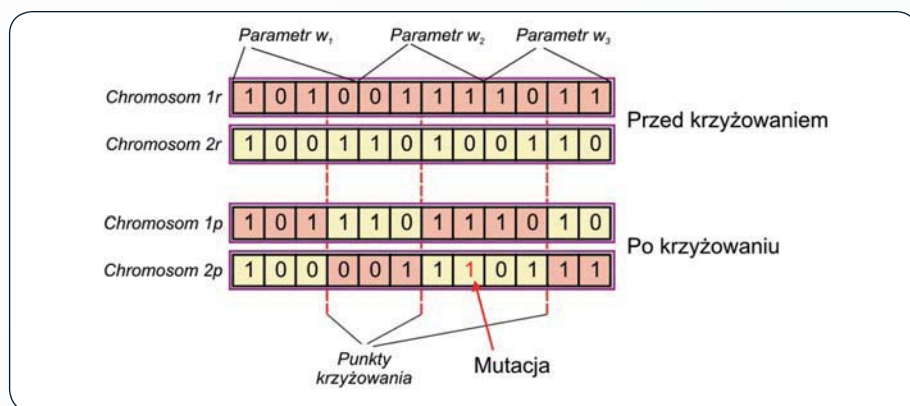 Parametr w1 Parametr w2 Parametr w3
Chromosom 1r 1 0 1 0 0 1 1 1 1 0 1 1
Przed krzyżowaniem
Chromosom 2r 1 0 0 1 1 0 1 0 0 1 1 0
Chromosom 1p 1 0 1 1 1 0 1 1 1 0 1 0
Po krzyżowaniu
Chromosom 2p 1 0 0 0 0 1 1 1 0 1 1 1
Punkty
krzyżowania
Mutacja